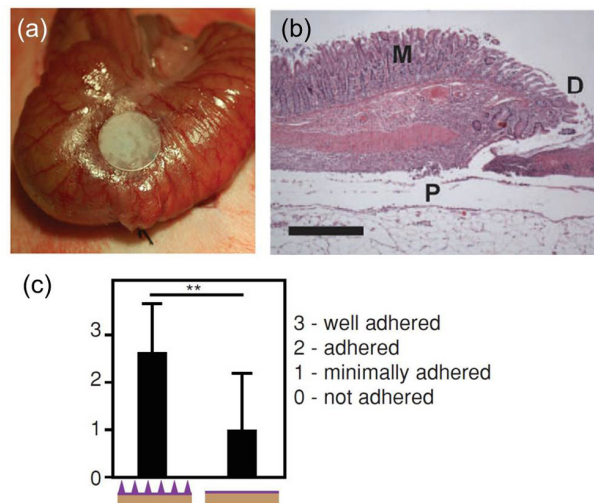 (a)
(b)
M
D
P
(c)
**
3
2
1
0
3 - well adhered
2 - adhered
1 - minimally adhered
0 - not adhered